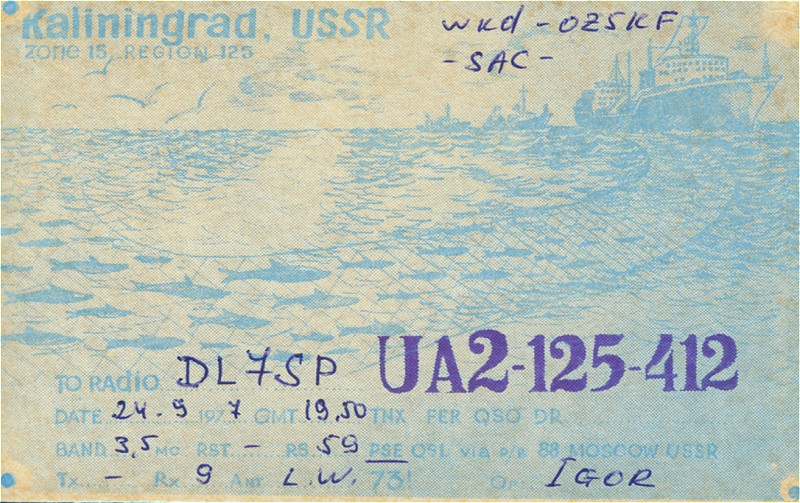 Kaliningrad, USSR
ZONE 15, REGION 125
wkd - OZ5KF
- SAC -
TO RADIO DL7SP
UA2-125-412
DATE 24.9 1977 GMT 19.50 TNX FER QSO DR
BAND 3,5 MC RST - RS 59 PSE QSL VIA P/B 88 MOSCOW USSR
TX - RX 9 ANT L.W. 73! OP: IGOR